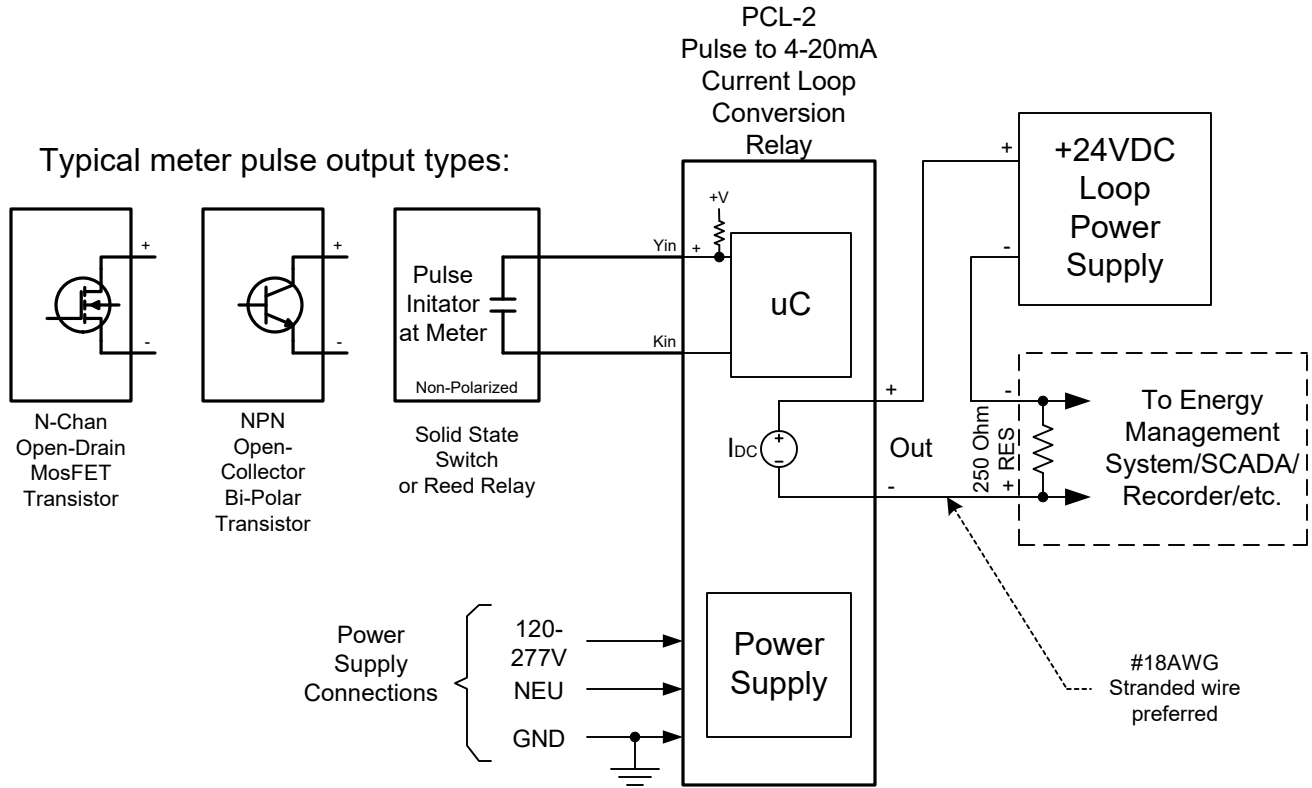 PCL-2
Pulse to 4-20mA
Current Loop
Conversion
Relay
Typical meter pulse output types:
+
-
N-Chan
Open-Drain
MosFET
Transistor
+
-
NPN
Open-
Collector
Bi-Polar
Transistor
Pulse
Initator
at Meter
Non-Polarized
Solid State
Switch
or Reed Relay
Yin
+
Kin
+V
uC
IDC
+
-
+
Out
-
Power
Supply
+
-
+24VDC
Loop
Power
Supply
-
250 Ohm
RES
+
To Energy
Management
System/SCADA/
Recorder/etc.
#18AWG
Stranded wire
preferred
Power
Supply
Connections
120-
277V
NEU
GND